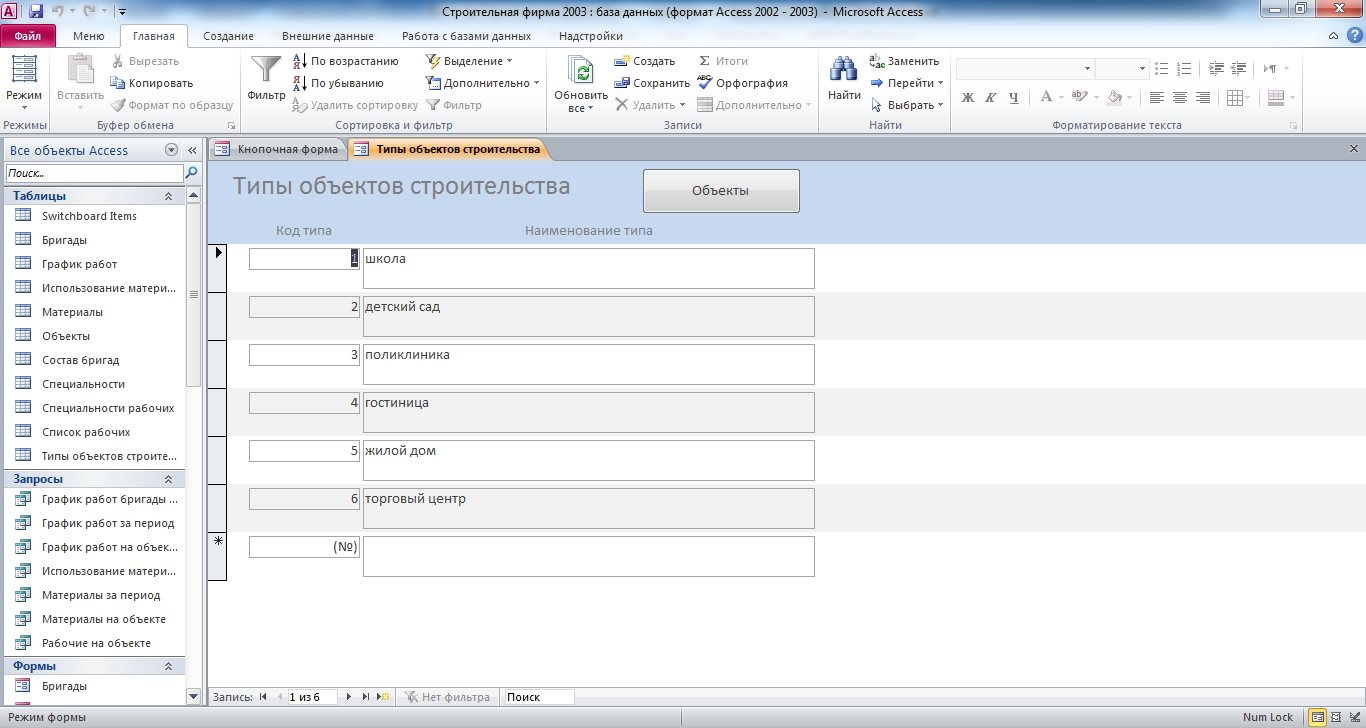 Строительная фирма 2003 : база данных (формат Access 2002 - 2003) - Microsoft Access
Файл Меню Главная Создание Внешние данные Работа с базами данных Надстройки
Режим
Режимы
Вставить
Вырезать
Копировать
Формат по образцу
Буфер обмена
Фильтр
По возрастанию
По убыванию
Удалить сортировку
Выделение
Дополнительно
Фильтр
Сортировка и фильтр
Обновить
все
Создать
Сохранить
Удалить
Итоги
Орфография
Дополнительно
Записи
Найти
Заменить
Перейти
Выбрать
Найти
Ж К Ч А
Форматирование текста
Все объекты Access
Поиск...
Таблицы
Switchboard Items
Бригады
График работ
Использование матери...
Материалы
Объекты
Состав бригад
Специальности
Специальности рабочих
Список рабочих
Типы объектов строите...
Запросы
График работ бригады ...
График работ за период
График работ на объек...
Использование матери...
Материалы за период
Материалы на объекте
Рабочие на объекте
Формы
Бригады
Кнопочная форма Типы объектов строительства
Типы объектов строительства Объекты
Код типа Наименование типа
1 школа
2 детский сад
3 поликлиника
4 гостиница
5 жилой дом
6 торговый центр
(№)
Запись: 1 из 6 Нет фильтра Поиск
Режим формы Num Lock